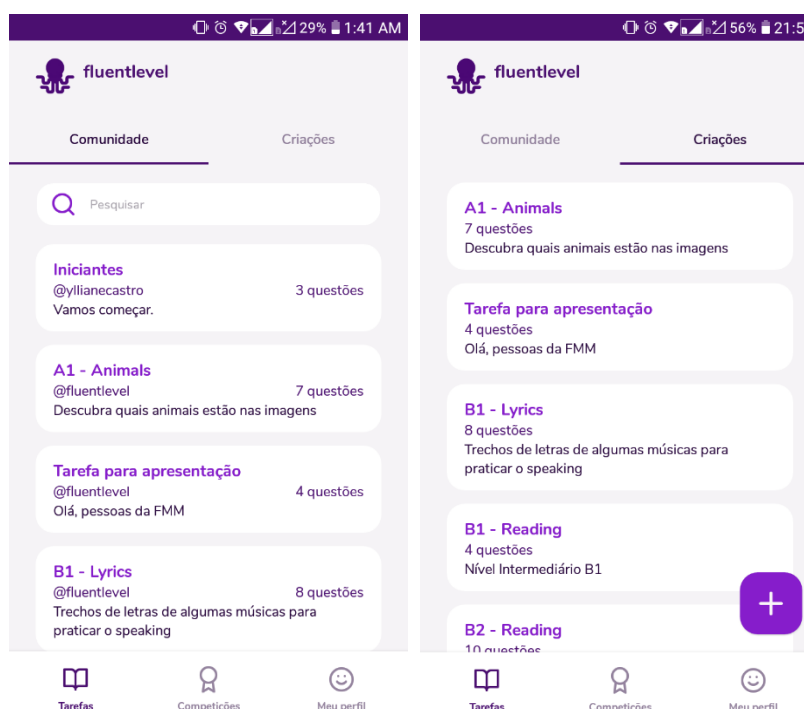 29% 1:41 AM
fluentlevel
Comunidade Criações
Pesquisar
Iniciantes
@yllianecastro 3 questões
Vamos começar.
A1 - Animals
@fluentlevel 7 questões
Descubra quais animais estão nas imagens
Tarefa para apresentação
@fluentlevel 4 questões
Olá, pessoas da FMM
B1 - Lyrics
@fluentlevel 8 questões
Trechos de letras de algumas músicas para
praticar o speaking
Tarefas Competições Meu perfil
56% 21:5
fluentlevel
Comunidade Criações
A1 - Animals
7 questões
Descubra quais animais estão nas imagens
Tarefa para apresentação
4 questões
Olá, pessoas da FMM
B1 - Lyrics
8 questões
Trechos de letras de algumas músicas para
praticar o speaking
B1 - Reading
4 questões
Nível Intermediário B1
B2 - Reading
10 questões
Tarefas Competições Meu perfil